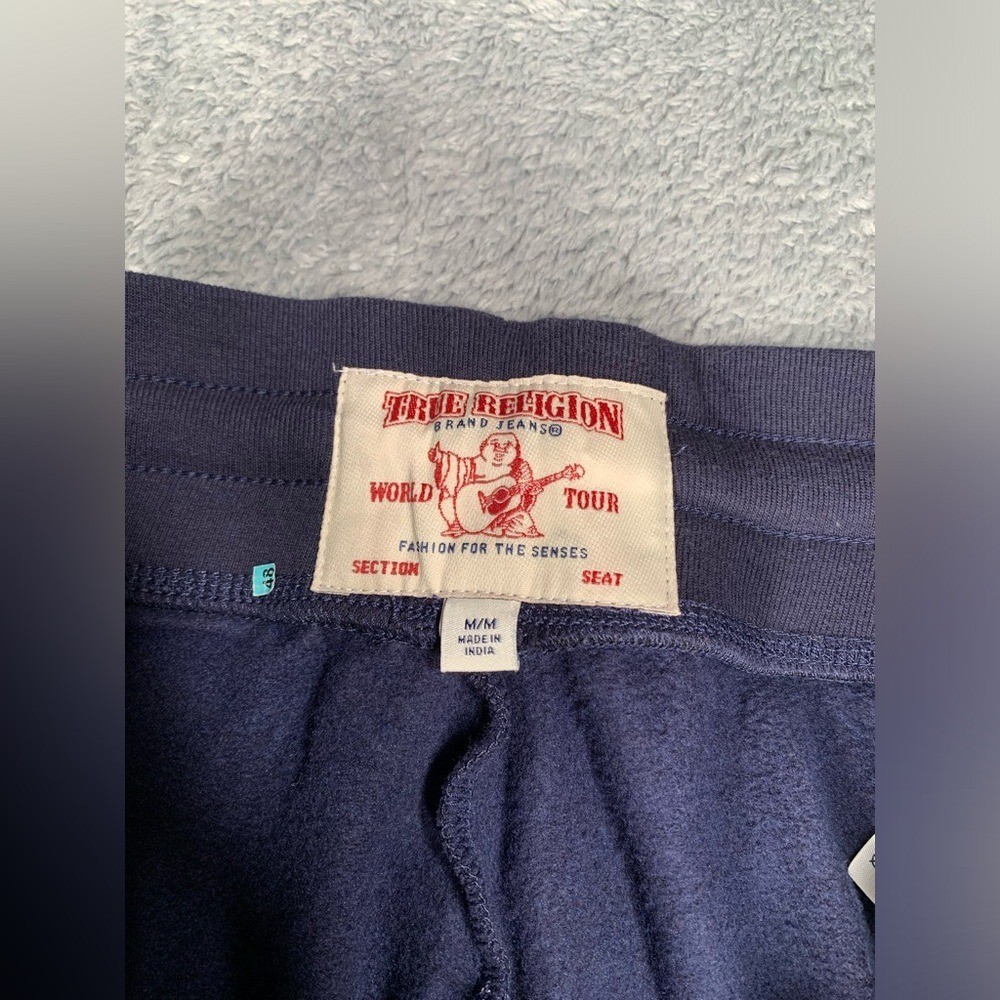 TRUE RELIGION
BRAND JEANS®
WORLD TOUR
FASHION FOR THE SENSES
SECTION SEAT
48
M/M
MADE IN
INDIA